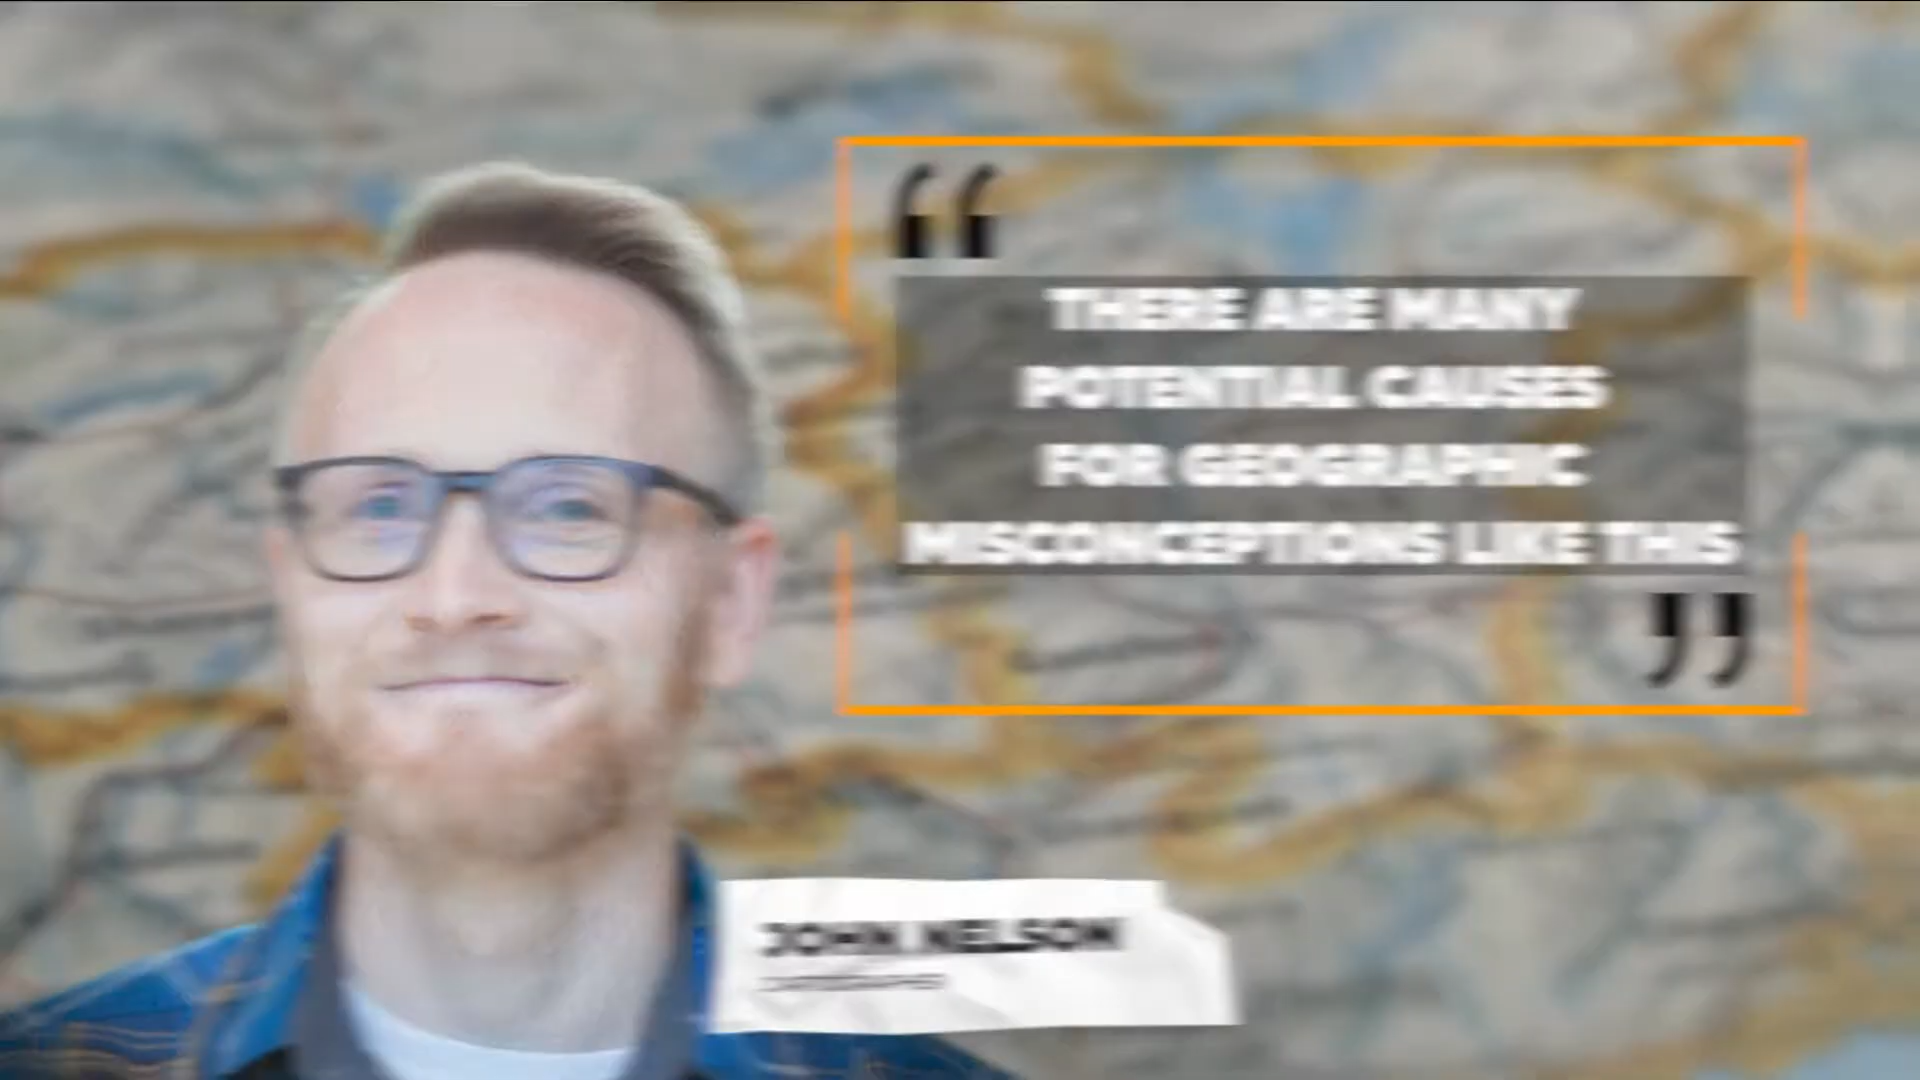 “
THERE ARE MANY
POTENTIAL CAUSES
FOR GEOGRAPHIC
MISCONCEPTIONS LIKE THIS
”
JOHN NELSON